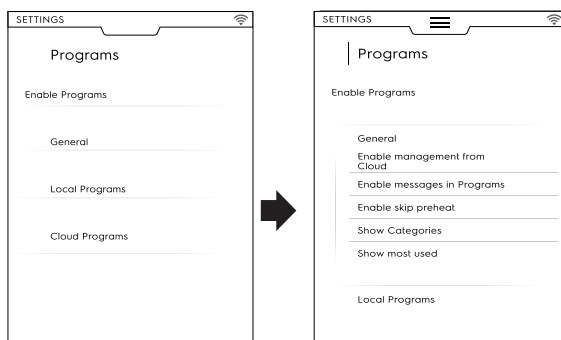 SETTINGS
Programs
Enable Programs
General
Local Programs
Cloud Programs
SETTINGS
Programs
Enable Programs
General
Enable management from
Cloud
Enable messages in Programs
Enable skip preheat
Show Categories
Show most used
Local Programs